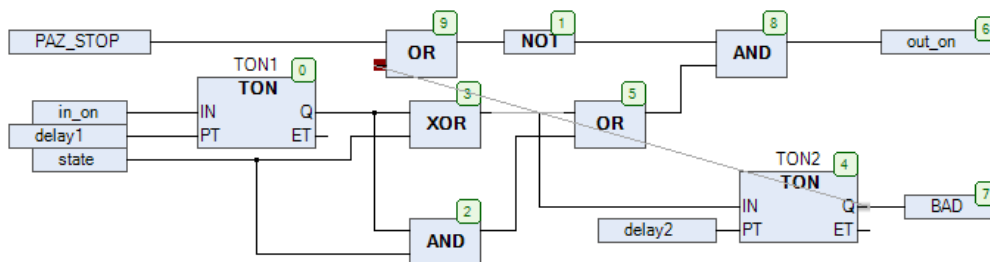 9 1 8 6
PAZ_STOP OR NOT AND out_on
TON1 0
TON 3 5
in_on IN Q XOR OR
delay1 PT ET
state TON2 4
TON
2 IN Q BAD 7
AND delay2 PT ET